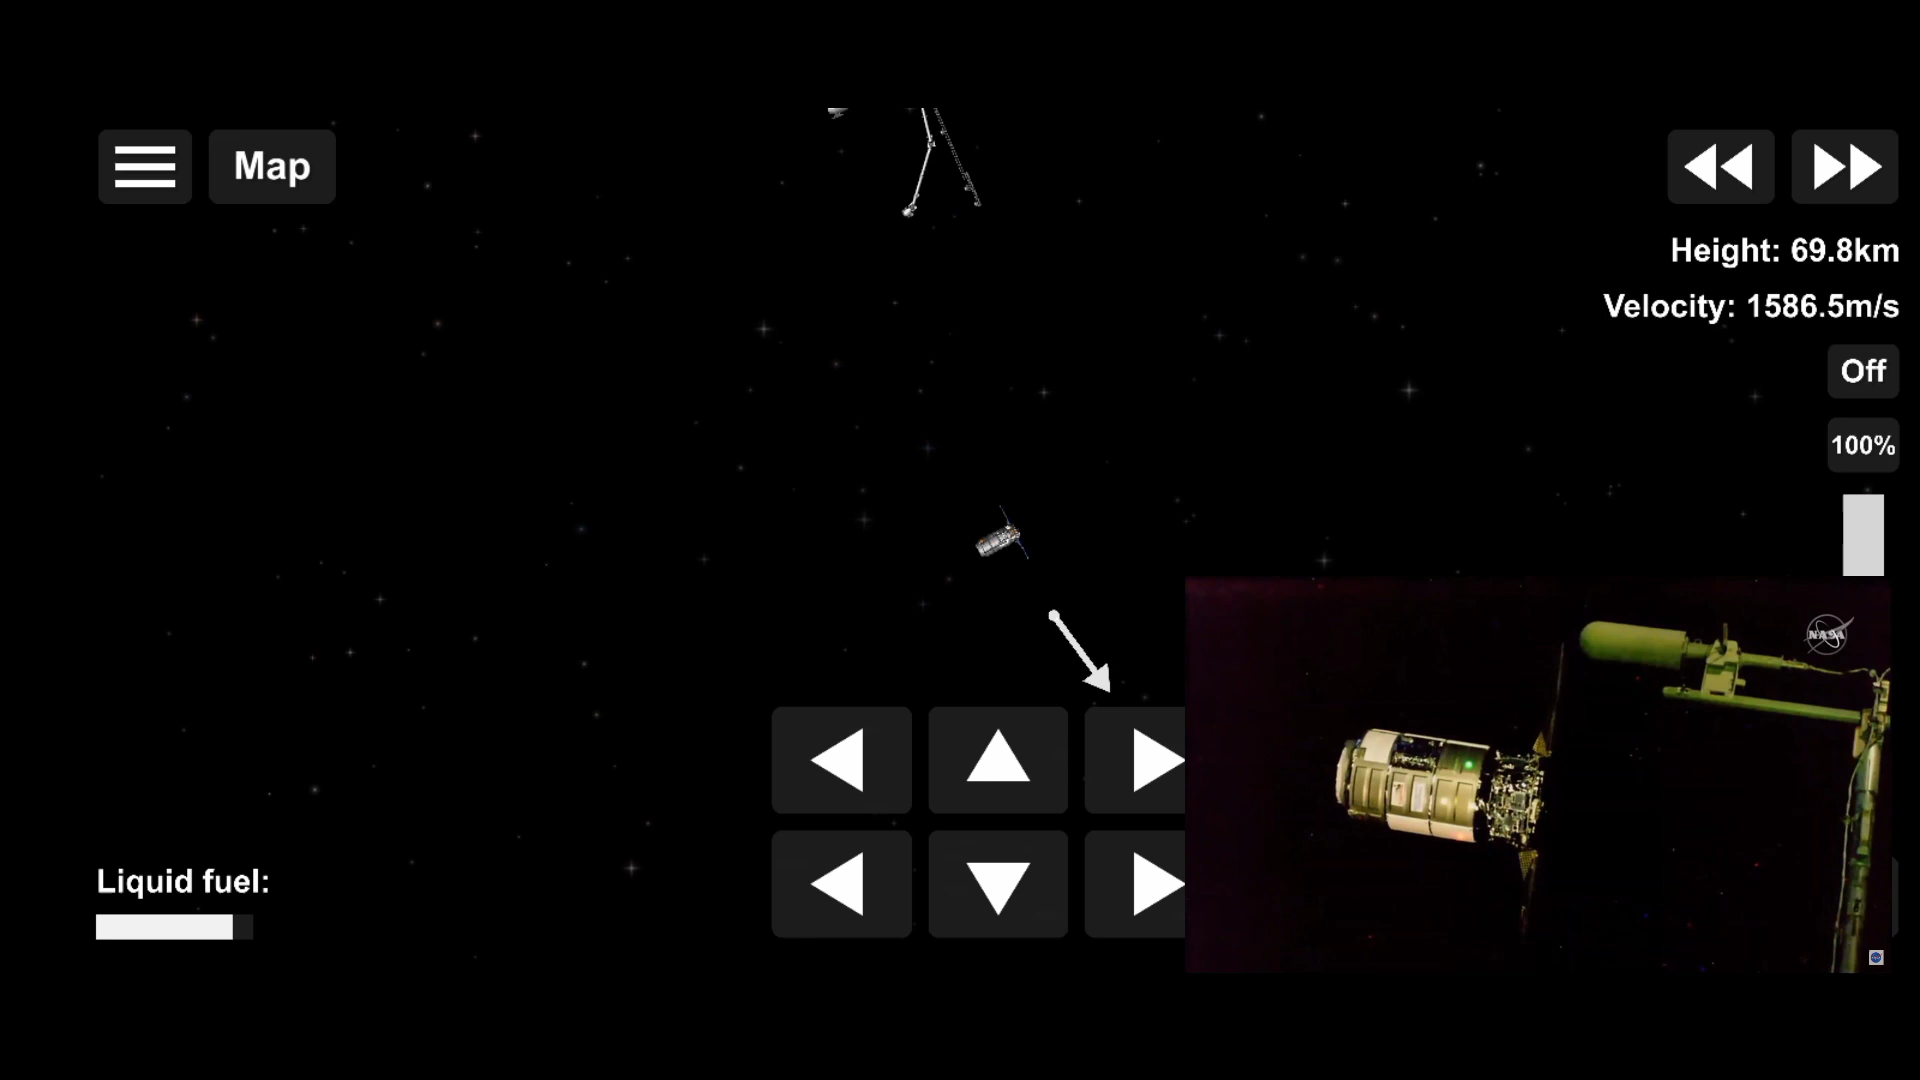 Map
Height: 69.8km
Velocity: 1586.5m/s
Off
100%
NASA
Liquid fuel: